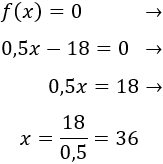 f(x) = 0 →
0,5x − 18 = 0 →
0,5x = 18 →
x = 18/0,5 = 36